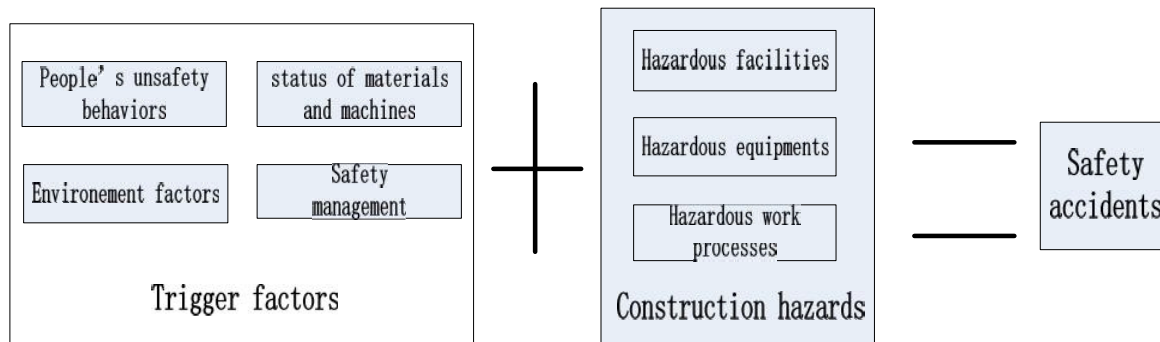 People's unsafety
behaviors
status of materials
and machines
Environement factors
Safety
management
Trigger factors
Hazardous facilities
Hazardous equipments
Hazardous work
processes
Construction hazards
Safety
accidents